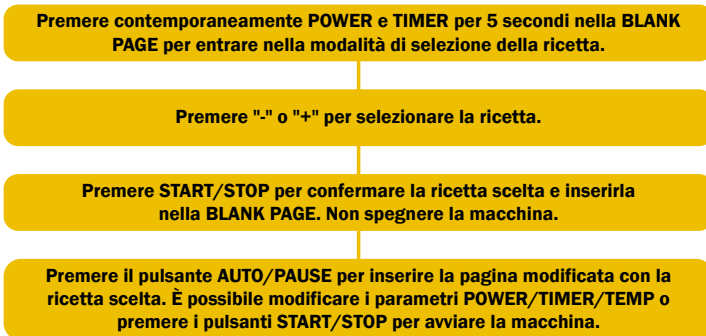 Premere contemporaneamente POWER e TIMER per 5 secondi nella BLANK
PAGE per entrare nella modalità di selezione della ricetta.
Premere "-" o "+" per selezionare la ricetta.
Premere START/STOP per confermare la ricetta scelta e inserirla
nella BLANK PAGE. Non spegnere la macchina.
Premere il pulsante AUTO/PAUSE per inserire la pagina modificata con la
ricetta scelta. È possibile modificare i parametri POWER/TIMER/TEMP o
premere i pulsanti START/STOP per avviare la macchina.